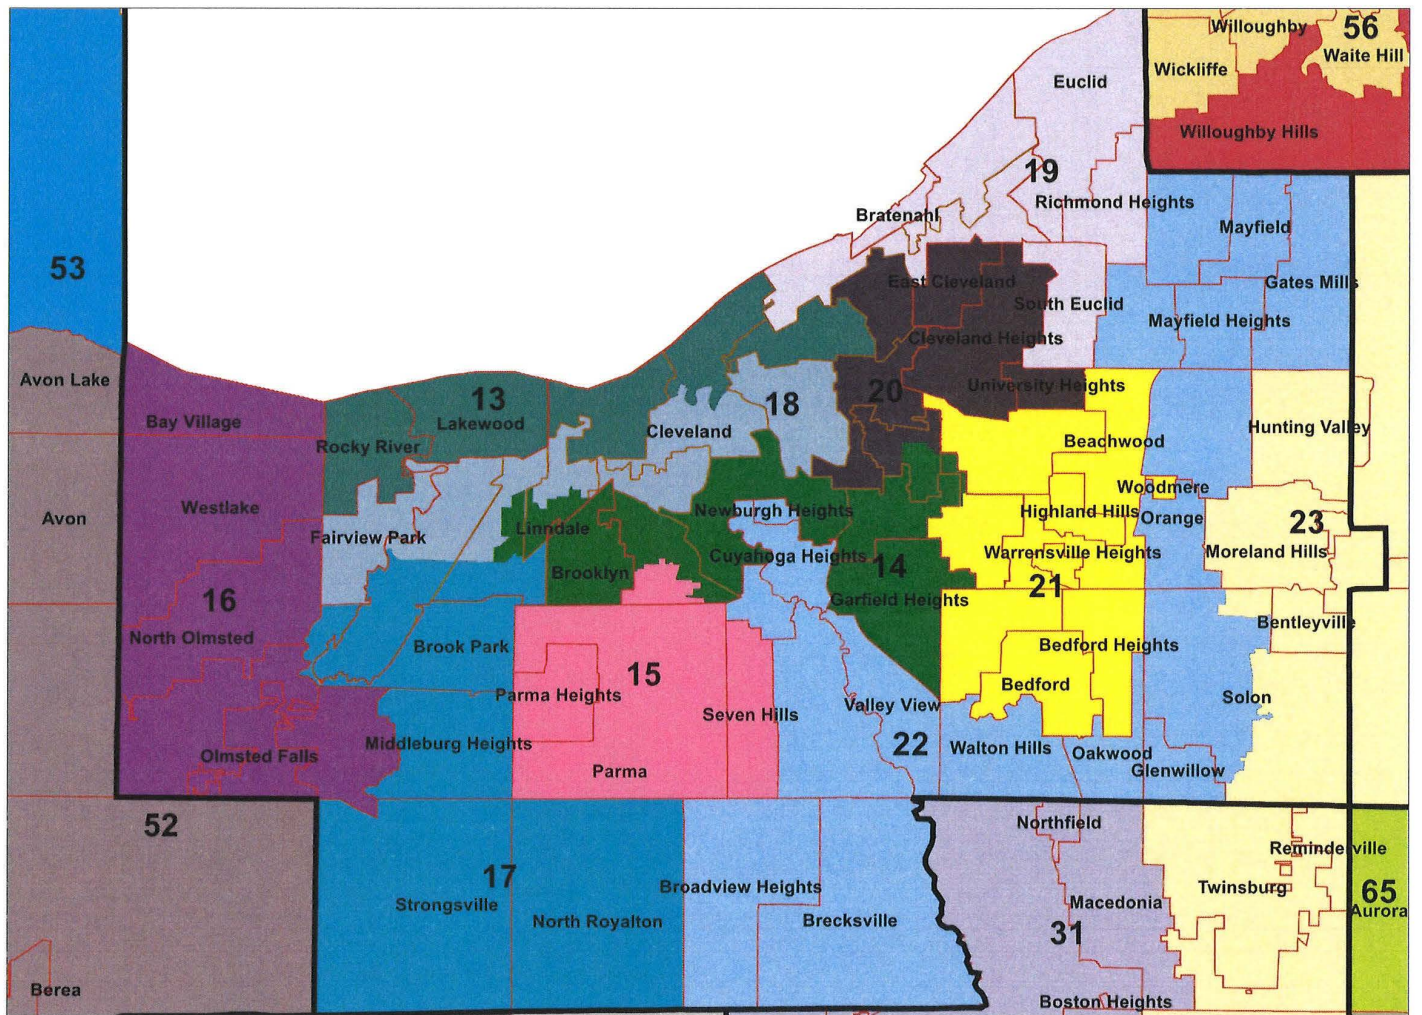 Willoughby
56
Waite Hill
Wickliffe
Euclid
Willoughby Hills
19
Richmond Heights
Bratenahl
Mayfield
53
East Cleveland
Gates Mills
South Euclid
Mayfield Heights
Cleveland Heights
Avon Lake
University Heights
20
13
18
Bay Village
Lakewood
Cleveland
Hunting Valley
Rocky River
Beachwood
Woodmere
Westlake
Newburgh Heights
Highland Hills
Avon
Orange
23
Linndale
Fairview Park
Moreland Hills
Cuyahoga Heights
Warrensville Heights
14
Brooklyn
21
16
Garfield Heights
Bentleyville
North Olmsted
Brook Park
Bedford Heights
15
Bedford
Parma Heights
Solon
Valley View
Seven Hills
22
Middleburg Heights
Walton Hills
Oakwood
Olmsted Falls
Parma
Glenwillow
52
Northfield
Reminderville
17
Broadview Heights
Twinsburg
65
Strongsville
Macedonia
Aurora
North Royalton
Brecksville
31
Berea
Boston Heights